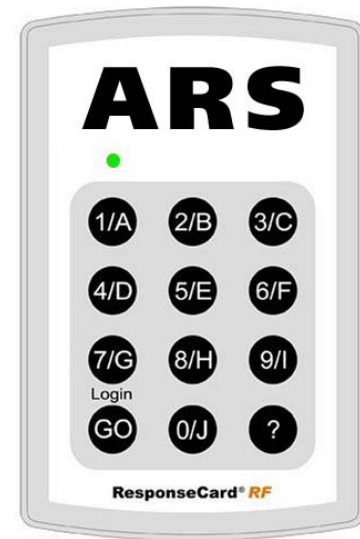 ARS
1/A 2/B 3/C
4/D 5/E 6/F
7/G 8/H 9/I
Login
GO 0/J ?
ResponseCard® RF